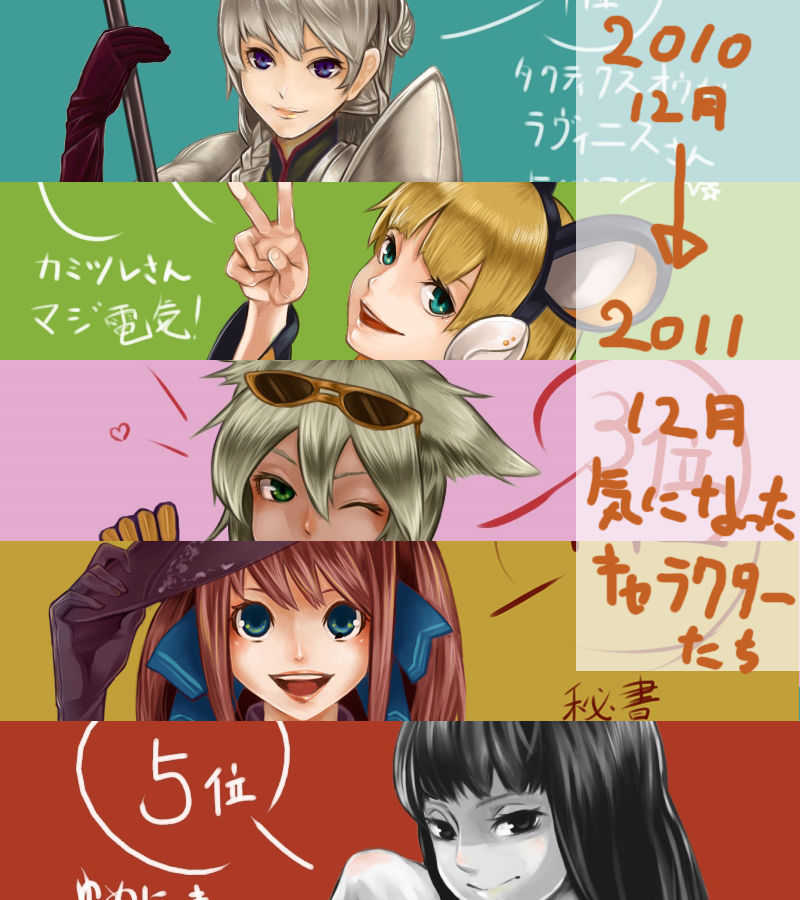 2010
12月
↓
2011
12月
気になった
キャラクター
たち
タクティクスオウガ
ラヴィニスさん
カミツレさん
マジ電気!
3位
秘書
5位